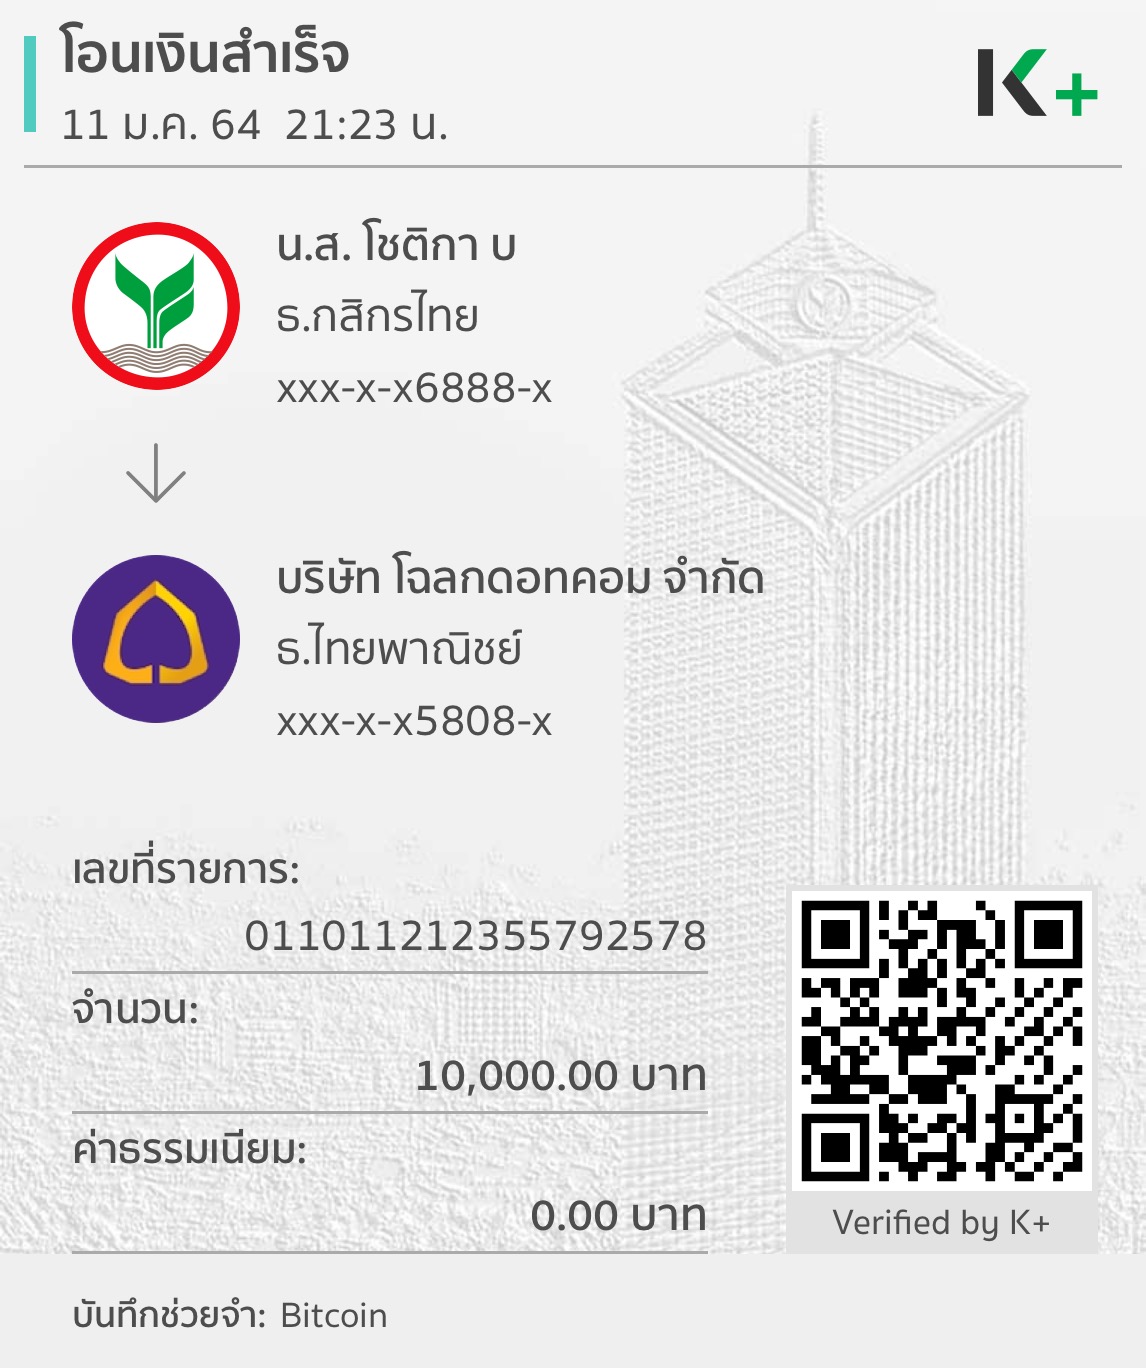 โอนเงินสำเร็จ
11 ม.ค. 64  21:23 น.
K+
น.ส. โชติกา บ
ธ.กสิกรไทย
xxx-x-x6888-x
บริษัท โฉลกดอทคอม จำกัด
ธ.ไทยพาณิชย์
xxx-x-x5808-x
เลขที่รายการ:
011011212355792578
จำนวน:
10,000.00 บาท
ค่าธรรมเนียม:
0.00 บาท
Verified by K+
บันทึกช่วยจำ: Bitcoin